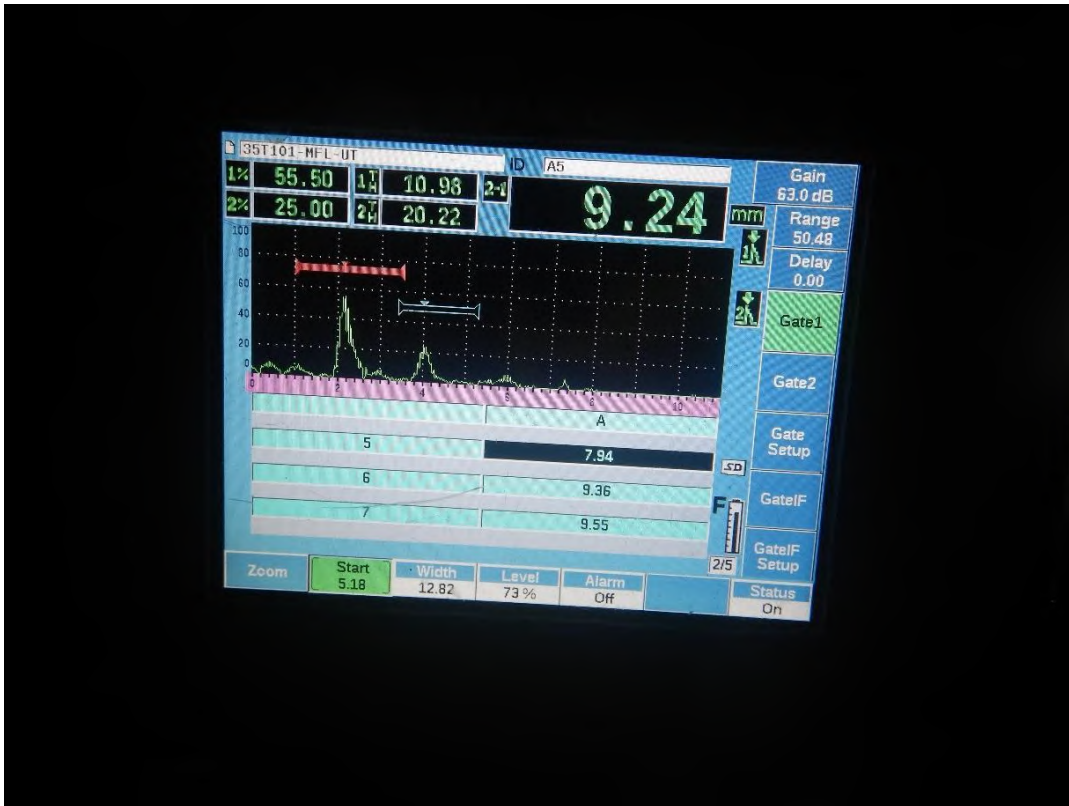 35T101-MFL-UT ID A5
1% 55.50 1TH 10.98 2-1 9.24 mm
2% 25.00 2TH 20.22
Gain
63.0 dB
Range
50.48
Delay
0.00
Gate1
Gate2
Gate
Setup
GateIF
GateIF
Setup
100
80
60
40
20
0
0 2 4 6 8 10
A
5 7.94
6 9.36
7 9.55
SD
F
2/5
Zoom
Start
5.18
Width
12.82
Level
73 %
Alarm
Off
Status
On